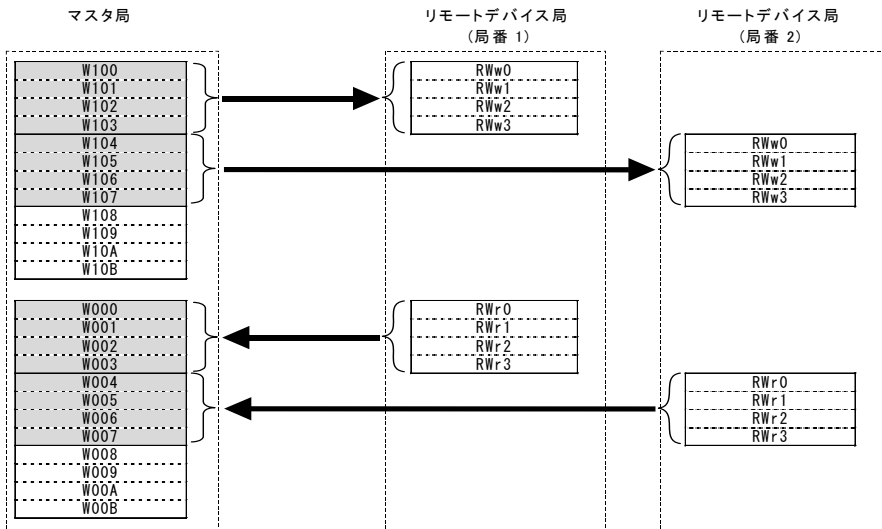 マスタ局
リモートデバイス局
(局番 1)
リモートデバイス局
(局番 2)
W100
W101
W102
W103
W104
W105
W106
W107
W108
W109
W10A
W10B
RWw0
RWw1
RWw2
RWw3
RWw0
RWw1
RWw2
RWw3
W000
W001
W002
W003
W004
W005
W006
W007
W008
W009
W00A
W00B
RWr0
RWr1
RWr2
RWr3
RWr0
RWr1
RWr2
RWr3